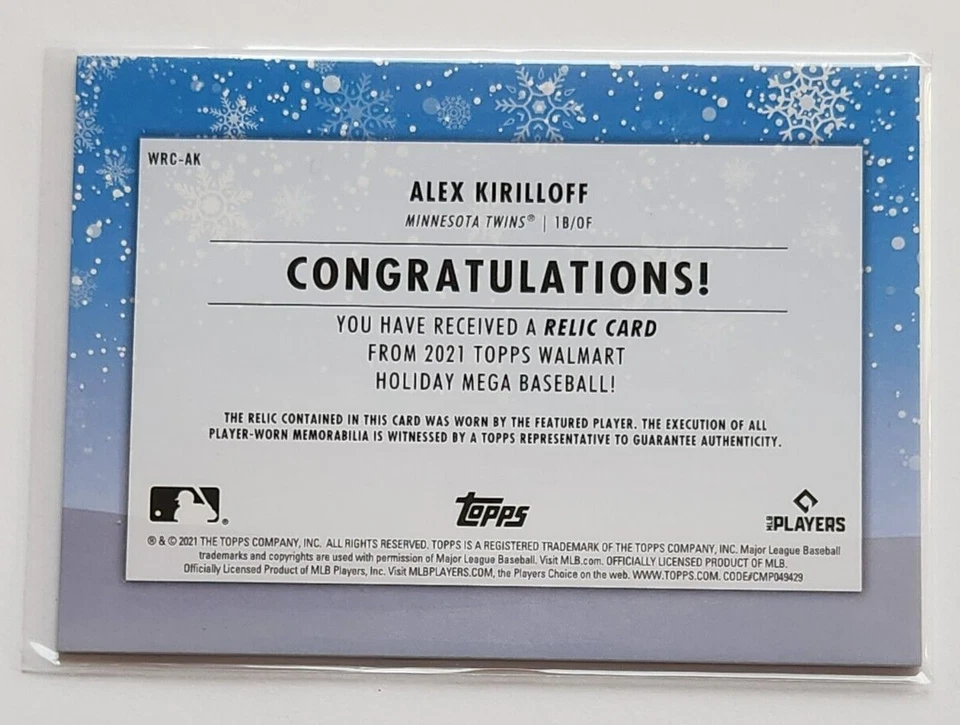 WRC-AK
ALEX KIRILLOFF
MINNESOTA TWINS® | 1B/OF
CONGRATULATIONS!
YOU HAVE RECEIVED A RELIC CARD
FROM 2021 TOPPS WALMART
HOLIDAY MEGA BASEBALL!
THE RELIC CONTAINED IN THIS CARD WAS WORN BY THE FEATURED PLAYER. THE EXECUTION OF ALL
PLAYER-WORN MEMORABILIA IS WITNESSED BY A TOPPS REPRESENTATIVE TO GUARANTEE AUTHENTICITY.
®
topps
MLB PLAYERS
® & © 2021 THE TOPPS COMPANY, INC. ALL RIGHTS RESERVED. TOPPS IS A REGISTERED TRADEMARK OF THE TOPPS COMPANY, INC. Major League Baseball
trademarks and copyrights are used with permission of Major League Baseball. Visit MLB.com. OFFICIALLY LICENSED PRODUCT OF MLB.
Officially Licensed Product of MLB Players, Inc. Visit MLBPLAYERS.COM, the Players Choice on the web. WWW.TOPPS.COM. CODE#CMP049429